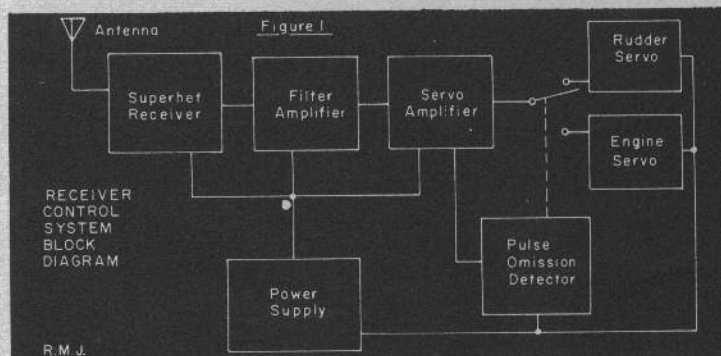 Antenna
Figure 1
Superhet
Receiver
Filter
Amplifier
Servo
Amplifier
Rudder
Servo
Engine
Servo
RECEIVER
CONTROL
SYSTEM
BLOCK
DIAGRAM
Power
Supply
Pulse
Omission
Detector
R.M.J.